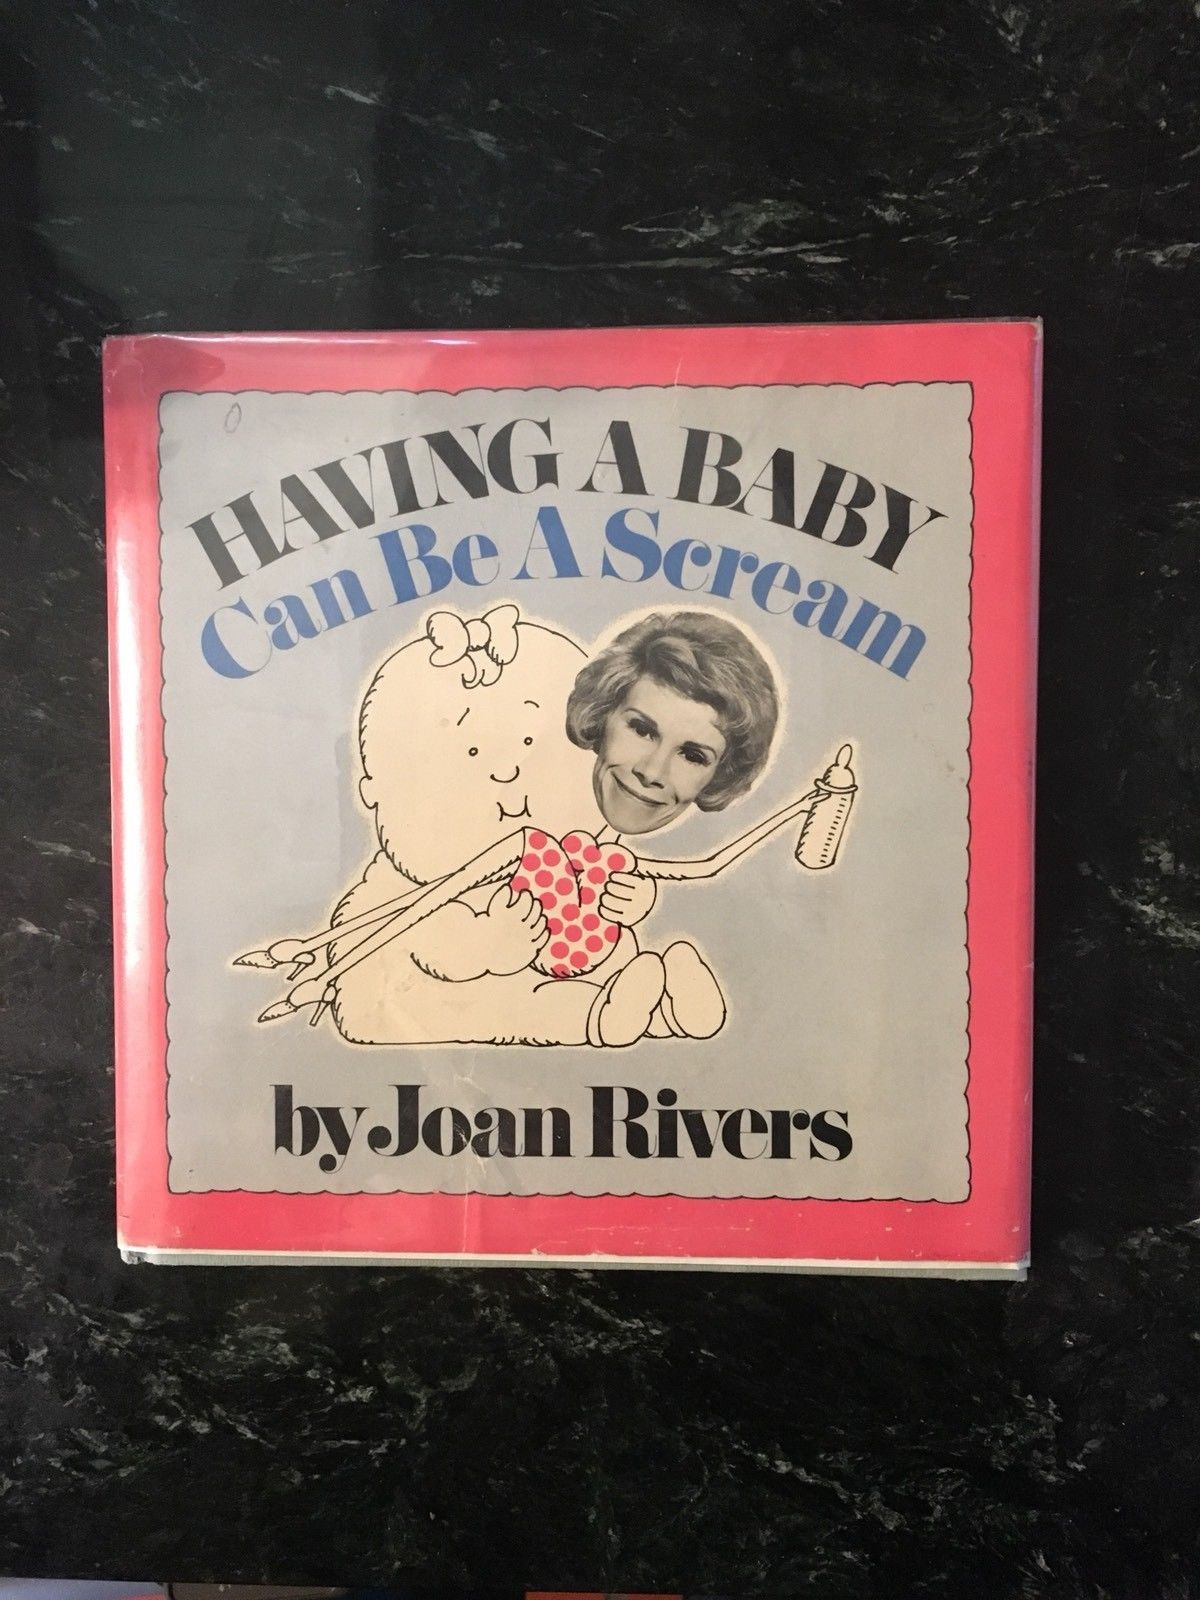 HAVING A BABY
Can Be A Scream
by Joan Rivers